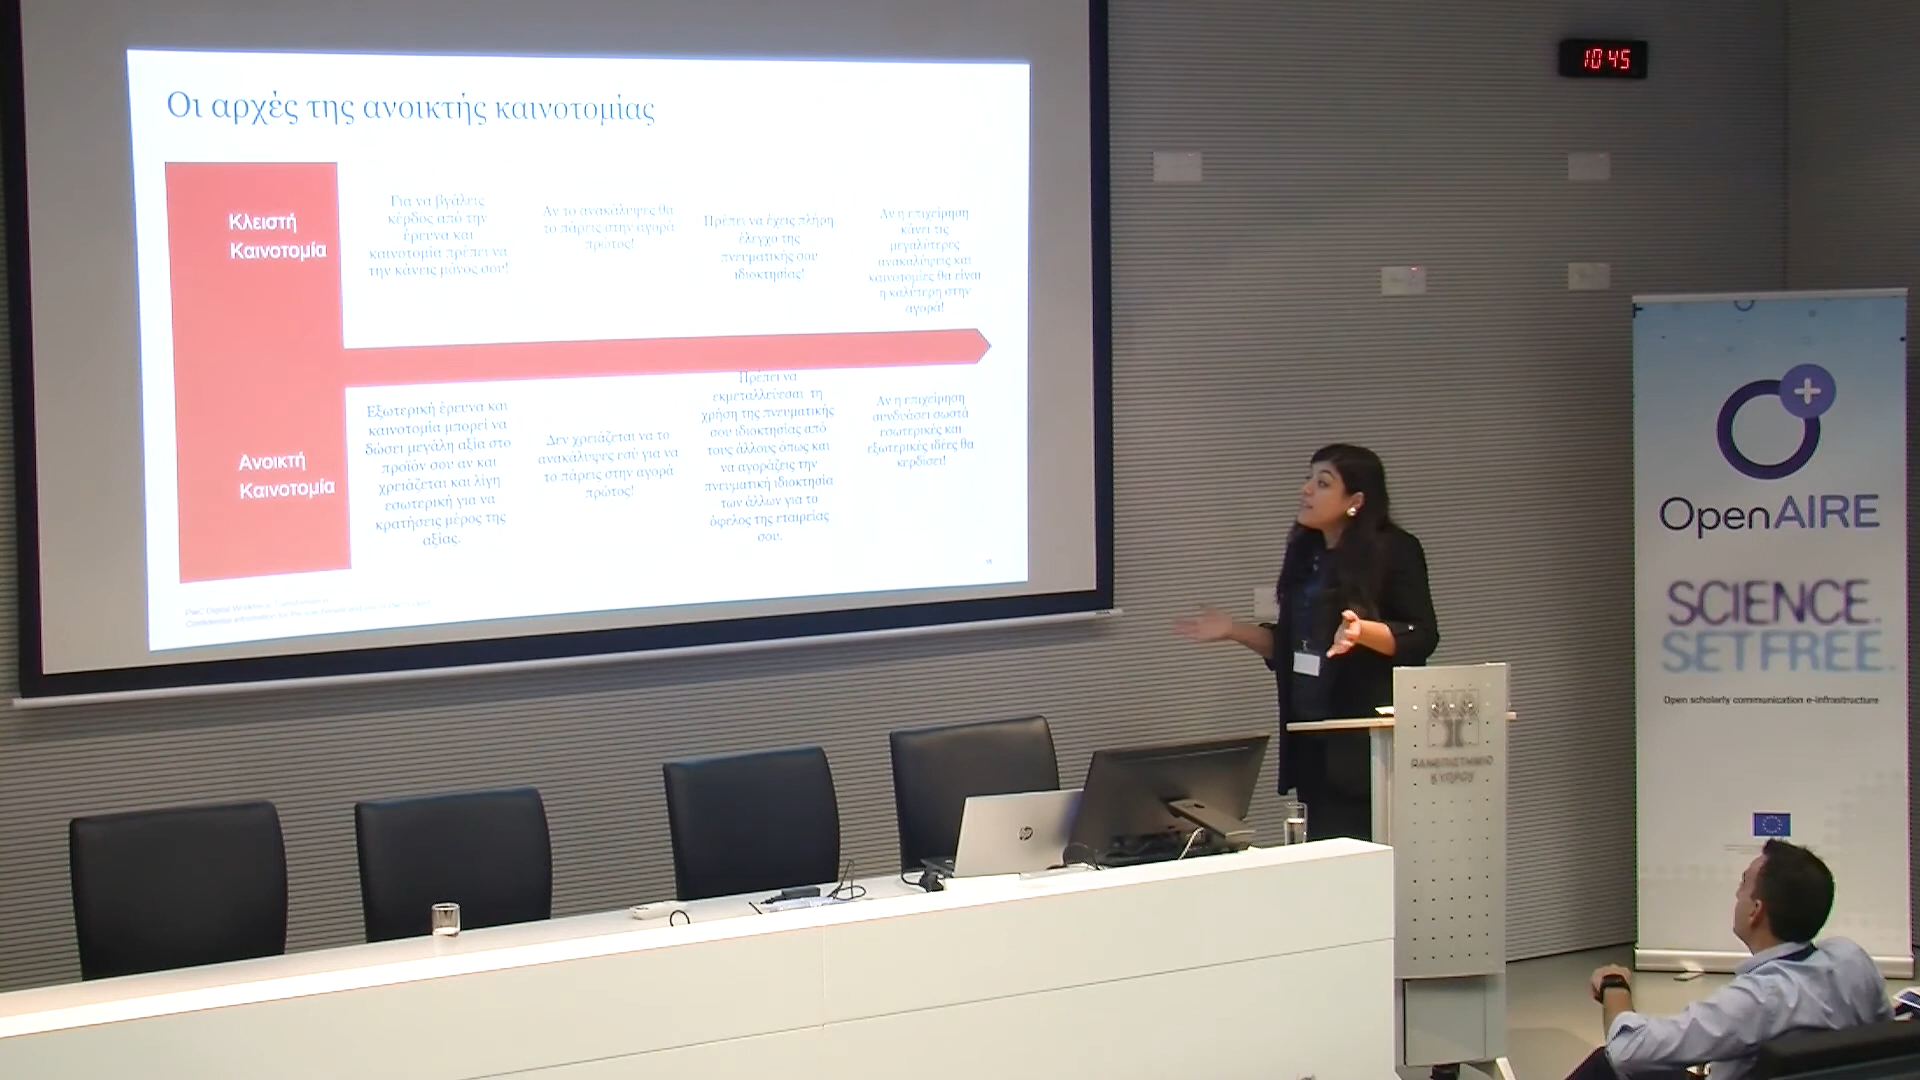 Οι αρχές της ανοικτής καινοτομίας
Κλειστή
Καινοτομία
Για να βγάλεις
κέρδος από την
έρευνα και
καινοτομία πρέπει να
την κάνεις μόνος σου!
Αν το ανακάλυψες θα
το πάρεις στην αγορά
πρώτος!
Πρέπει να έχεις πλήρη
έλεγχο της
πνευματικής σου
ιδιοκτησίας!
Αν η επιχείρηση
κάνει τις
μεγαλύτερες
ανακαλύψεις και
καινοτομίες θα είναι
η καλύτερη στην
αγορά!
Ανοικτή
Καινοτομία
Εξωτερική έρευνα και
καινοτομία μπορεί να
δώσει μεγάλη αξία στο
προϊόν σου αν και
χρειάζεται και λίγη
εσωτερική για να
κρατήσεις μέρος της
αξίας.
Δεν χρειάζεται να το
ανακάλυψες εσύ για να
το πάρεις στην αγορά
πρώτος!
Πρέπει να
εκμεταλλεύεσαι τη
χρήση της πνευματικής
σου ιδιοκτησίας από
τους άλλους όπως και
να αγοράζεις την
πνευματική ιδιοκτησία
των άλλων για το
όφελος της εταιρείας
σου.
Αν η επιχείρηση
συνδυάσει σωστά
εσωτερικές και
εξωτερικές ιδέες θα
κερδίσει!
10 45
OpenAIRE
SCIENCE.
SET FREE.
Open scholarly communication e-infrastructure
ΠΑΝΕΠΙΣΤΗΜΙΟ
ΚΥΠΡΟΥ
hp